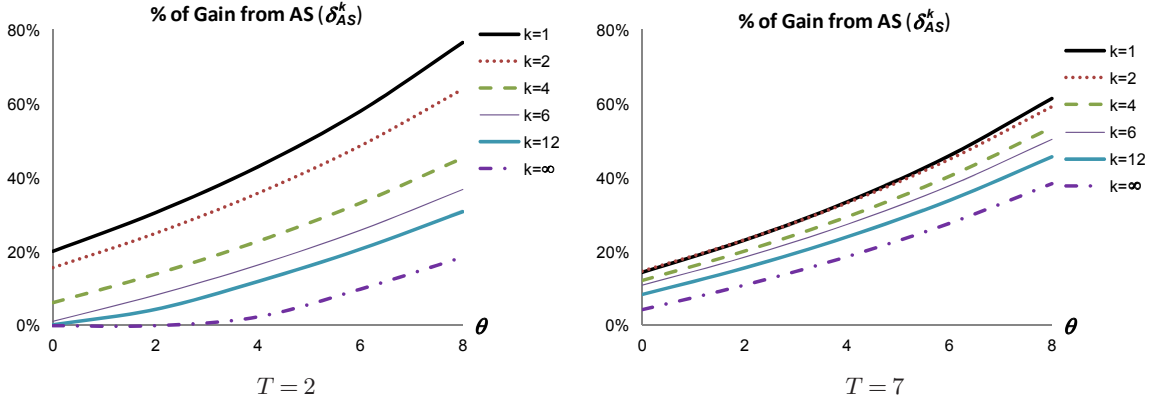 % of Gain from AS (δ_AS^k)
80%
60%
40%
20%
0%
0 2 4 6 8
θ
k=1
k=2
k=4
k=6
k=12
k=∞
T = 2
% of Gain from AS (δ_AS^k)
80%
60%
40%
20%
0%
0 2 4 6 8
θ
k=1
k=2
k=4
k=6
k=12
k=∞
T = 7